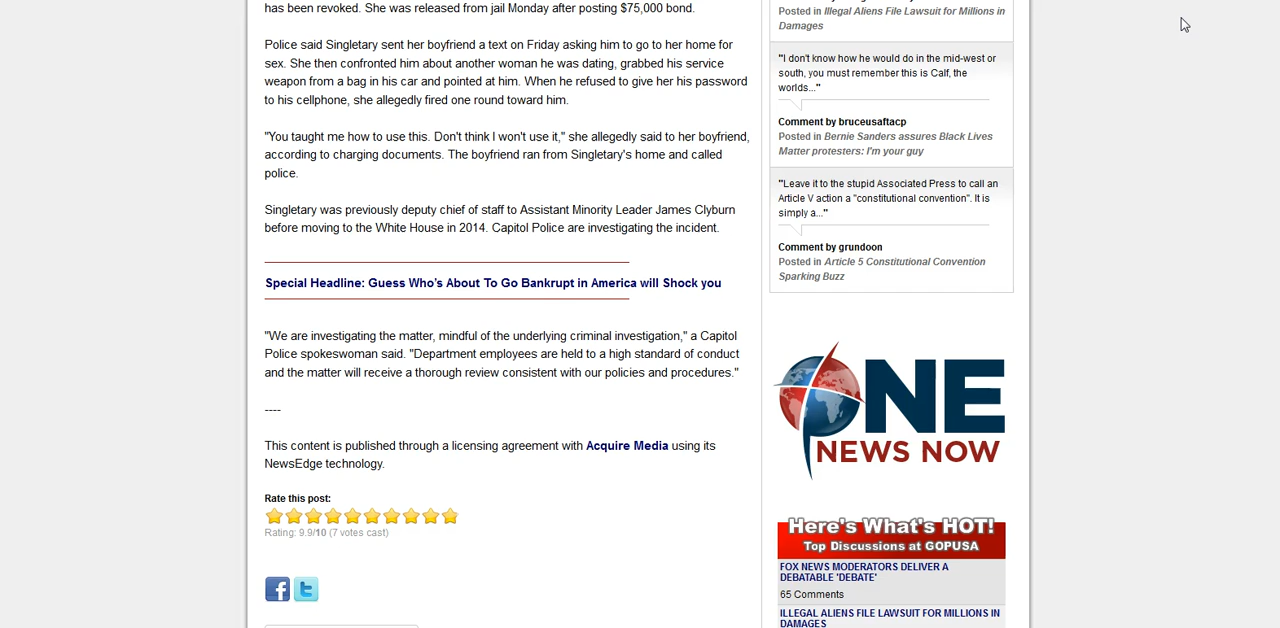 has been revoked. She was released from jail Monday after posting $75,000 bond.
Police said Singletary sent her boyfriend a text on Friday asking him to go to her home for
sex. She then confronted him about another woman he was dating, grabbed his service
weapon from a bag in his car and pointed at him. When he refused to give her his password
to his cellphone, she allegedly fired one round toward him.
"You taught me how to use this. Don't think I won't use it," she allegedly said to her boyfriend,
according to charging documents. The boyfriend ran from Singletary's home and called
police.
Singletary was previously deputy chief of staff to Assistant Minority Leader James Clyburn
before moving to the White House in 2014. Capitol Police are investigating the incident.
Special Headline: Guess Who's About To Go Bankrupt in America will Shock you
"We are investigating the matter, mindful of the underlying criminal investigation," a Capitol
Police spokeswoman said. "Department employees are held to a high standard of conduct
and the matter will receive a thorough review consistent with our policies and procedures."
----
This content is published through a licensing agreement with Acquire Media using its
NewsEdge technology.
Rate this post:
Rating: 9.9/10 (7 votes cast)
Posted in Illegal Aliens File Lawsuit for Millions in
Damages
"I don't know how he would do in the mid-west or
south, you must remember this is Calf, the
worlds..."
Comment by bruceusaftacp
Posted in Bernie Sanders assures Black Lives
Matter protesters: I'm your guy
"Leave it to the stupid Associated Press to call an
Article V action a "constitutional convention". It is
simply a..."
Comment by grundoon
Posted in Article 5 Constitutional Convention
Sparking Buzz
ONE
NEWS NOW
Here's What's HOT!
Top Discussions at GOPUSA
FOX NEWS MODERATORS DELIVER A
DEBATABLE 'DEBATE'
65 Comments
ILLEGAL ALIENS FILE LAWSUIT FOR MILLIONS IN
DAMAGES